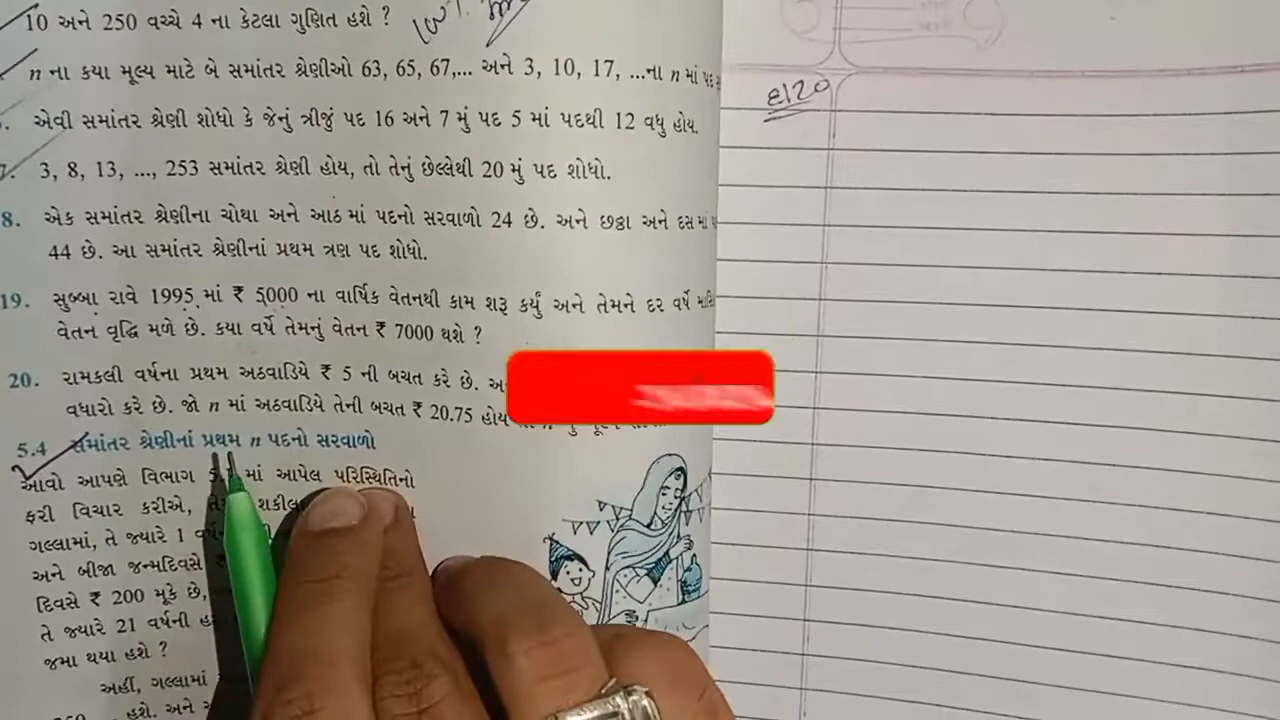 10 અને 250 વચ્ચે 4 ના કેટલા ગુણિત હશે ?
n ના કયા મૂલ્ય માટે બે સમાંતર શ્રેણીઓ 63, 65, 67,... અને 3, 10, 17, ...ના n માં પદ
દા૨૦
એવી સમાંતર શ્રેણી શોધો કે જેનું ત્રીજું પદ 16 અને 7 મું પદ 5 માં પદથી 12 વધુ હોય.
7. 3, 8, 13, ..., 253 સમાંતર શ્રેણી હોય, તો તેનું છેલ્લેથી 20 મું પદ શોધો.
8. એક સમાંતર શ્રેણીના ચોથા અને આઠ માં પદનો સરવાળો 24 છે. અને છઠ્ઠા અને દસ માં
44 છે. આ સમાંતર શ્રેણીનાં પ્રથમ ત્રણ પદ શોધો.
19. સુબ્બા રાવે 1995 માં ₹ 5000 ના વાર્ષિક વેતનથી કામ શરૂ કર્યું અને તેમને દર વર્ષે
વેતન વૃદ્ધિ મળે છે. કયા વર્ષે તેમનું વેતન ₹ 7000 થશે ?
20. રામકલી વર્ષના પ્રથમ અઠવાડિયે ₹ 5 ની બચત કરે છે.
વધારો કરે છે. જો n માં અઠવાડિયે તેની બચત ₹ 20.75 હોય
5.4 સમાંતર શ્રેણીનાં પ્રથમ n પદનો સરવાળો
આવો આપણે વિભાગ માં આપેલ પરિસ્થિતિનો
ફરી વિચાર કરીએ,
ગલ્લામાં, તે જ્યારે 1
અને બીજા જન્મદિવસે
દિવસે ₹ 200 મૂકે છે,
તે જ્યારે 21 વર્ષની
જમા થયા હશે ?
અહીં, ગલ્લામાં
હશે. અને